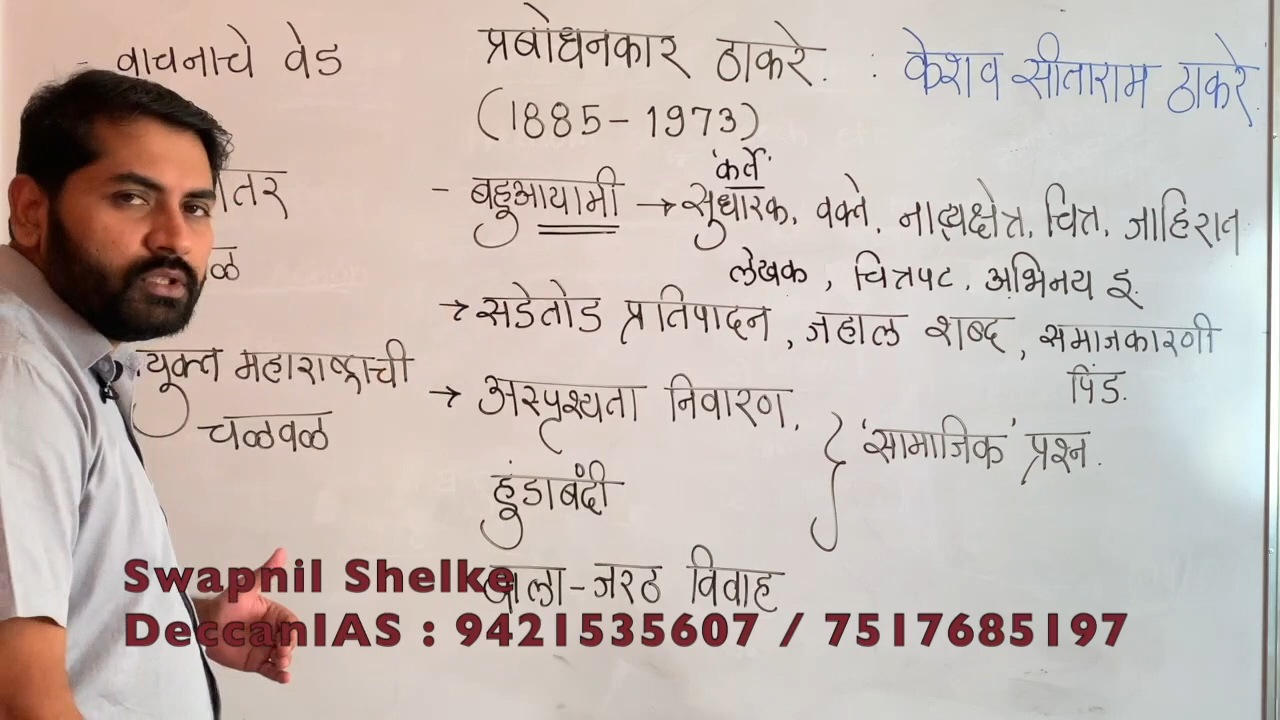 - वाचनाचे वेड
प्रबोधनकार ठाकरे. : केशव सीताराम ठाकरे.
(1885 - 1973)
- बहूआयामी → 'कर्ते' सुधारक, वक्ते, नाट्यक्षेत्र, चित्र, जाहिरात
लेखक, चित्रपट, अभिनय इ.
→ सडेतोड प्रतिपादन, जहाल शब्द, समाजकारणी
पिंड.
→ अस्पृश्यता निवारण, } 'सामाजिक' प्रश्न.
हुंडाबंदी
बाला-जरठ विवाह
महाराष्ट्राची
चळवळ
Swapnil Shelke
DeccanIAS : 9421535607 / 7517685197